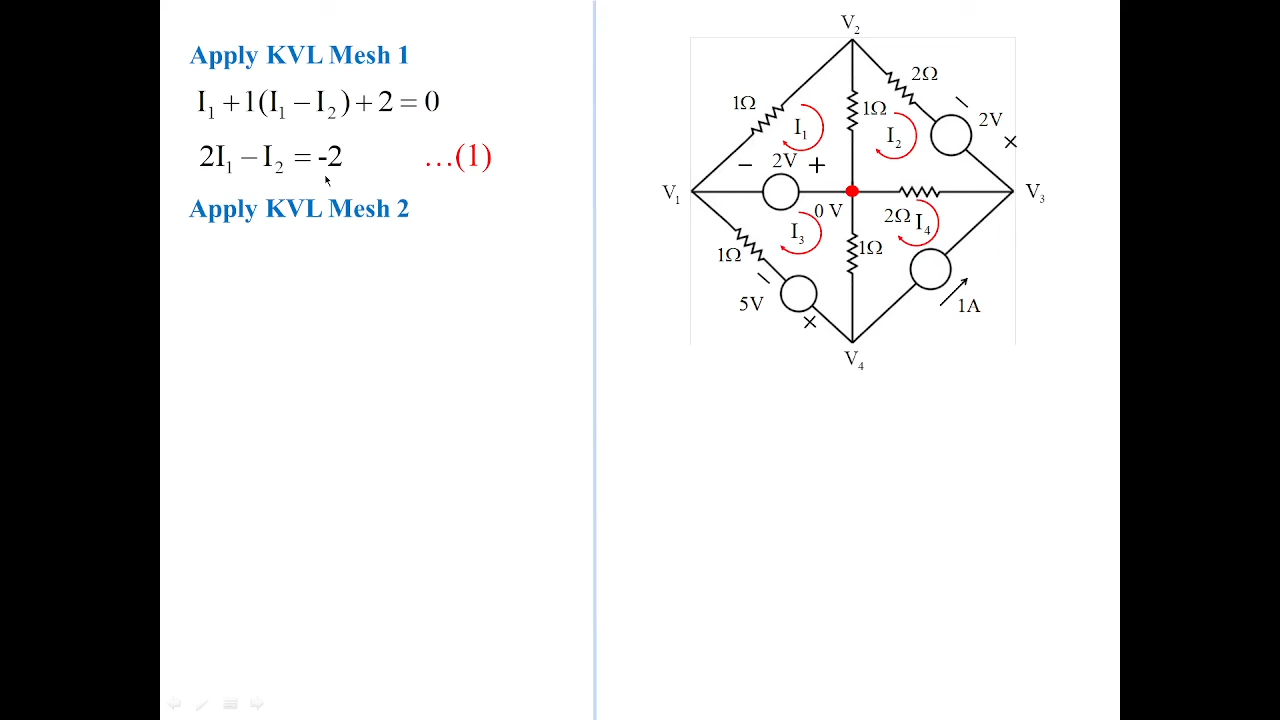 Apply KVL Mesh 1
I₁ + 1(I₁ − I₂) + 2 = 0
2I₁ − I₂ = -2 …(1)
Apply KVL Mesh 2
V₂
2Ω
1Ω
1Ω
I₁
I₂
−
2V
+
− 2V +
V₁
0 V
V₃
2Ω
I₄
I₃
1Ω
1Ω
−
5V
+
1A
V₄